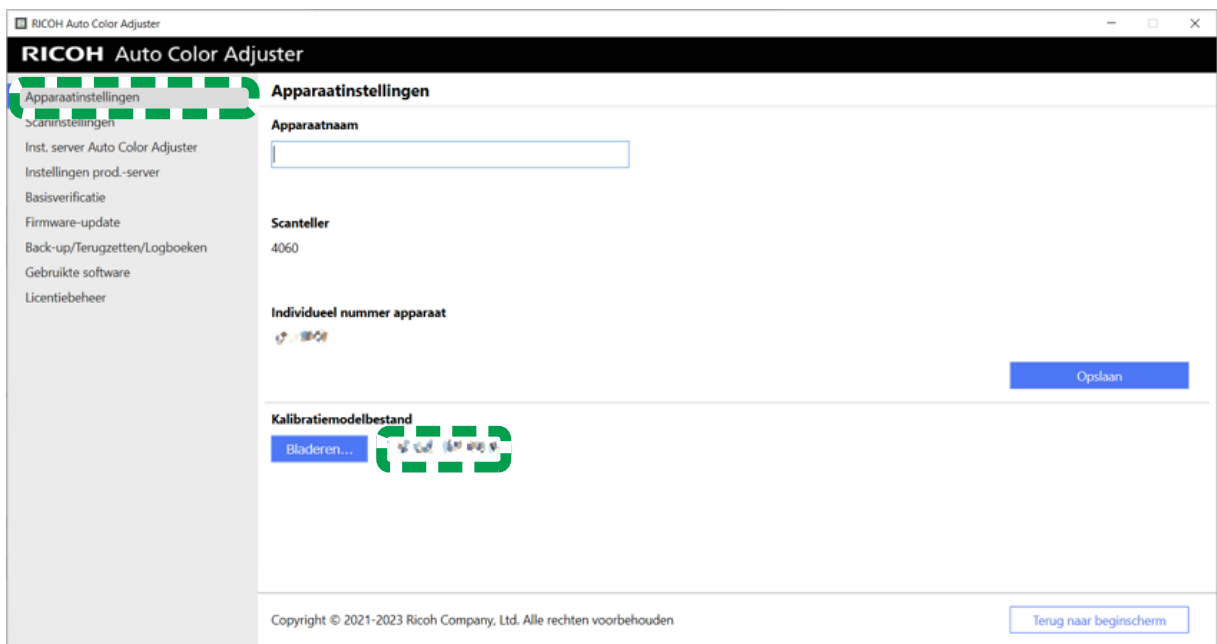 RICOH Auto Color Adjuster
RICOH Auto Color Adjuster
Apparaatinstellingen
Scaninstellingen
Inst. server Auto Color Adjuster
Instellingen prod.-server
Basisverificatie
Firmware-update
Back-up/Terugzetten/Logboeken
Gebruikte software
Licentiebeheer
Apparaatinstellingen
Apparaatnaam
Scanteller
4060
Individueel nummer apparaat
Opslaan
Kalibratiemodelbestand
Bladeren...
Copyright © 2021-2023 Ricoh Company, Ltd. Alle rechten voorbehouden
Terug naar beginscherm